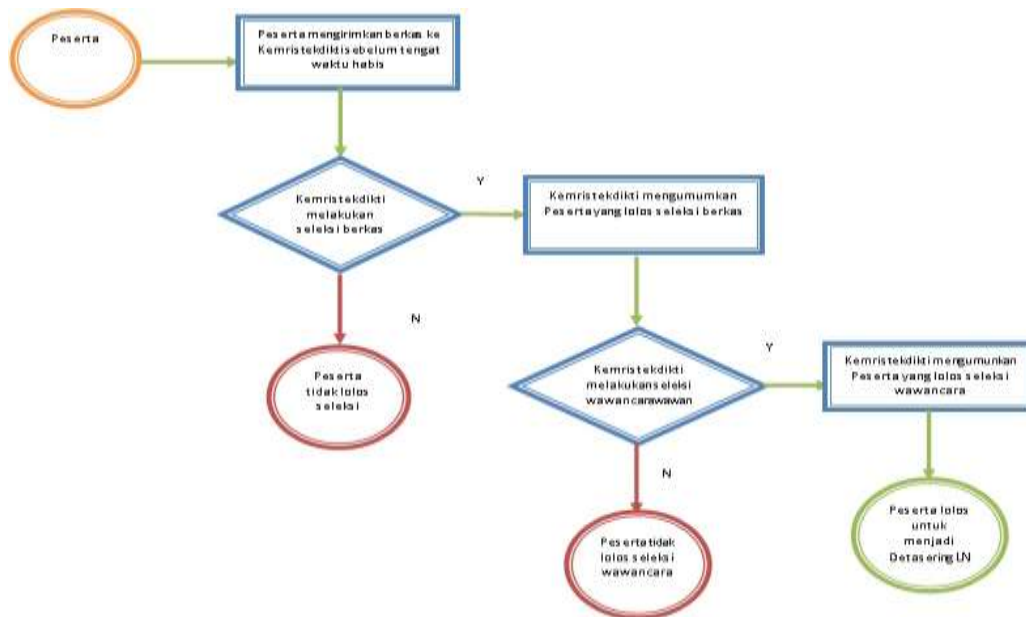 Peserta
Peserta mengirimkan berkas ke
Kemristekdikti sebelum tengat
waktu habis
Kemristekdikti
melakukan
seleksi berkas
Y
Kemristekdikti mengumumkan
Peserta yang lolos seleksi berkas
N
Peserta
tidak lolos
seleksi
Kemristekdikti
melakukan seleksi
wawancarawawan
Y
Kemristekdikti mengumunkan
Peserta yang lolos seleksi
wawancara
N
Peserta tidak
lolos seleksi
wawancara
Peserta lolos
untuk
menjadi
Detasering LN